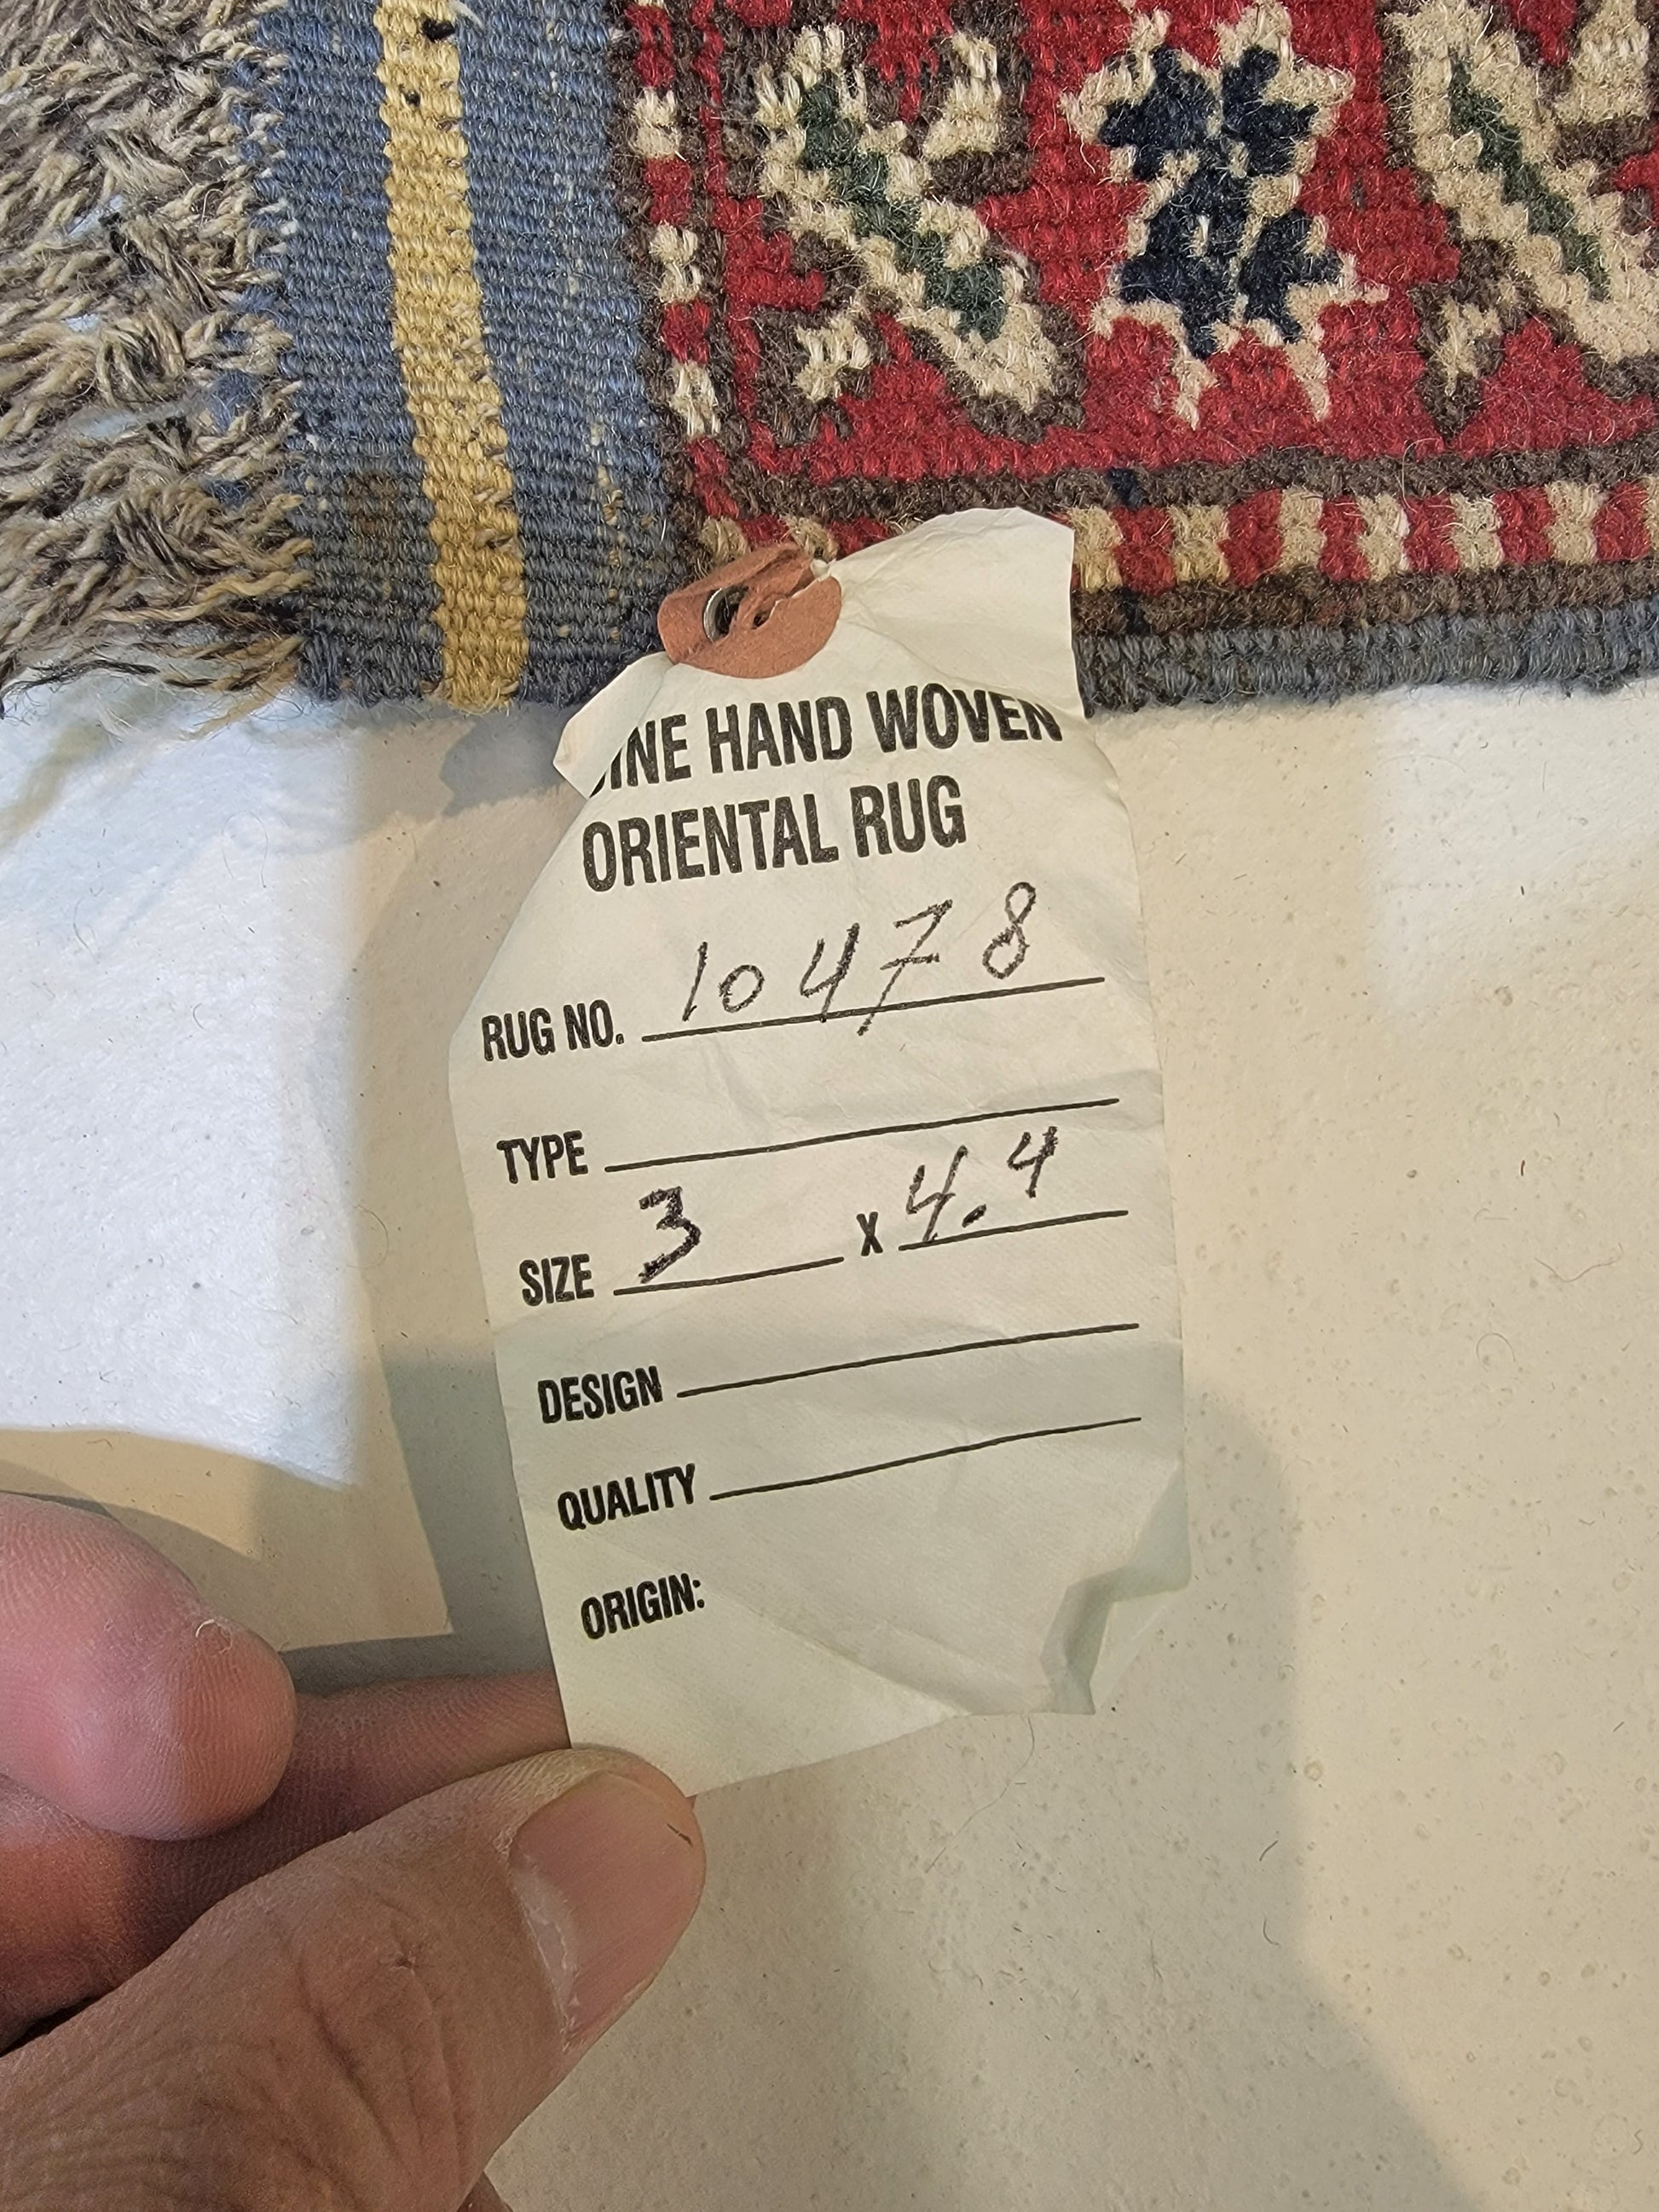 INE HAND WOVEN
ORIENTAL RUG
RUG NO. 10478
TYPE
SIZE 3 X 4.4
DESIGN
QUALITY
ORIGIN: